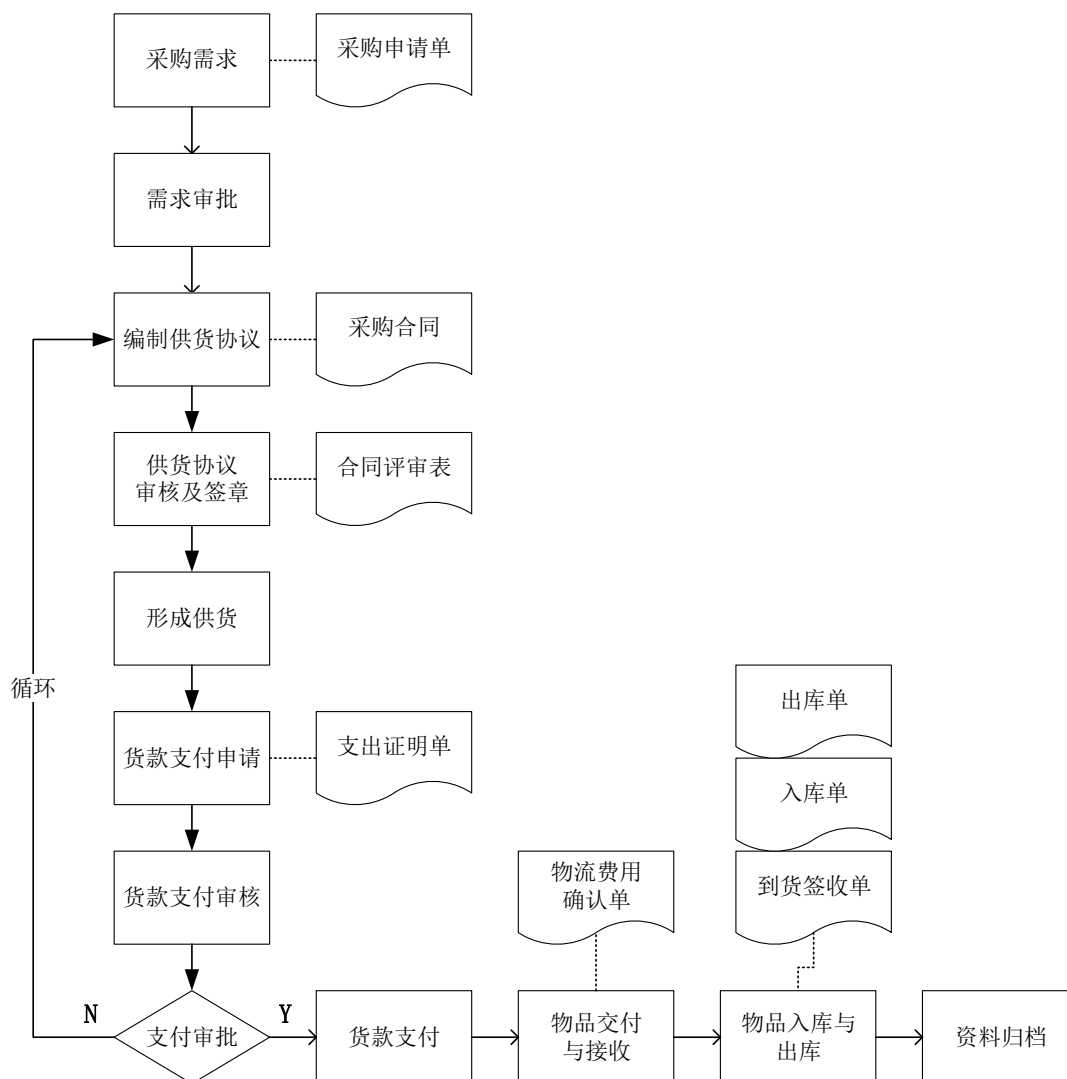 采购需求
采购申请单
需求审批
编制供货协议
采购合同
供货协议
审核及签章
合同评审表
形成供货
循环
出库单
货款支付申请
支出证明单
入库单
货款支付审核
物流费用
确认单
到货签收单
N
支付审批
Y
货款支付
物品交付
与接收
物品入库与
出库
资料归档